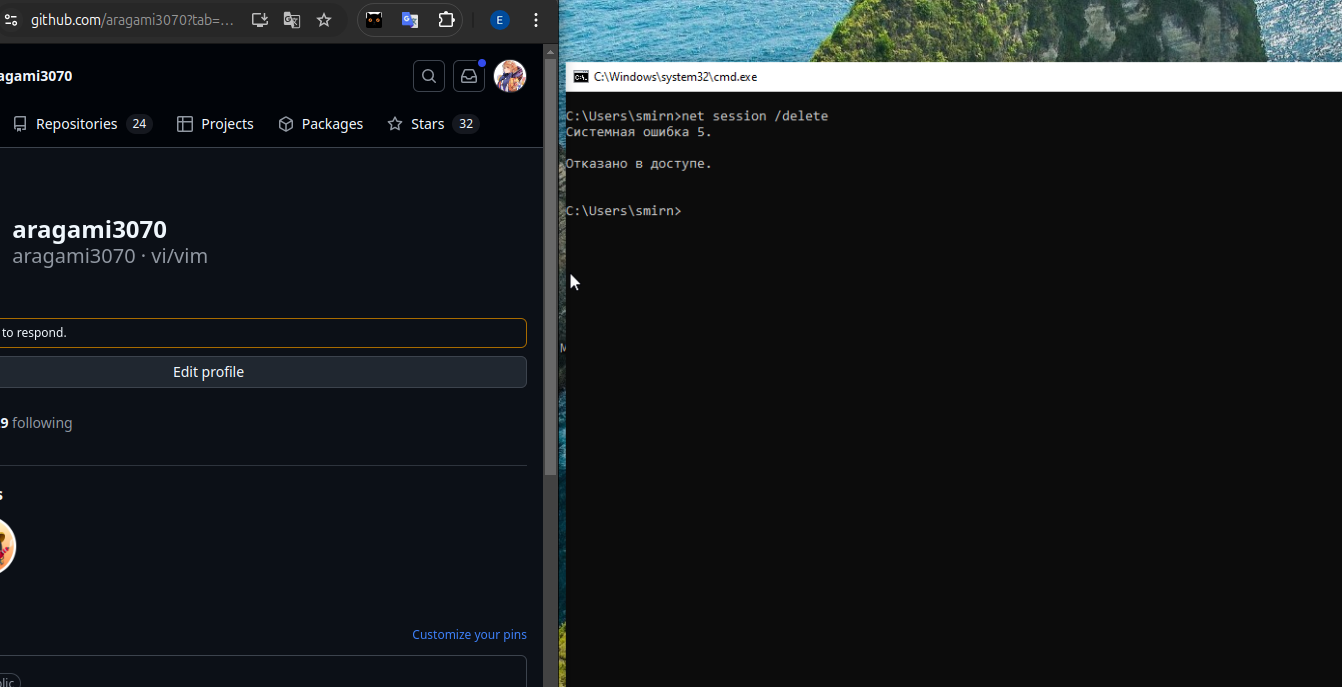 github.com/aragami3070?tab=...
E
agami3070
Repositories 24 Projects Packages Stars 32
aragami3070
aragami3070 · vi/vim
to respond.
Edit profile
9 following
s
Customize your pins
blic
C:\Windows\system32\cmd.exe
C:\Users\smirn>net session /delete
Системная ошибка 5.
Отказано в доступе.
C:\Users\smirn>